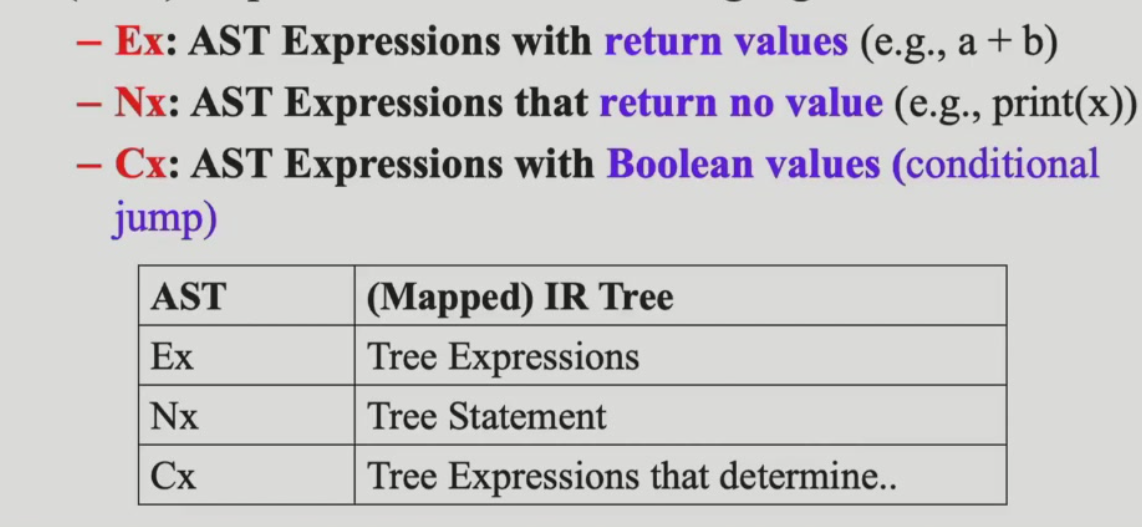 – Ex: AST Expressions with return values (e.g., a + b)
– Nx: AST Expressions that return no value (e.g., print(x))
– Cx: AST Expressions with Boolean values (conditional
jump)
AST (Mapped) IR Tree
Ex Tree Expressions
Nx Tree Statement
Cx Tree Expressions that determine..